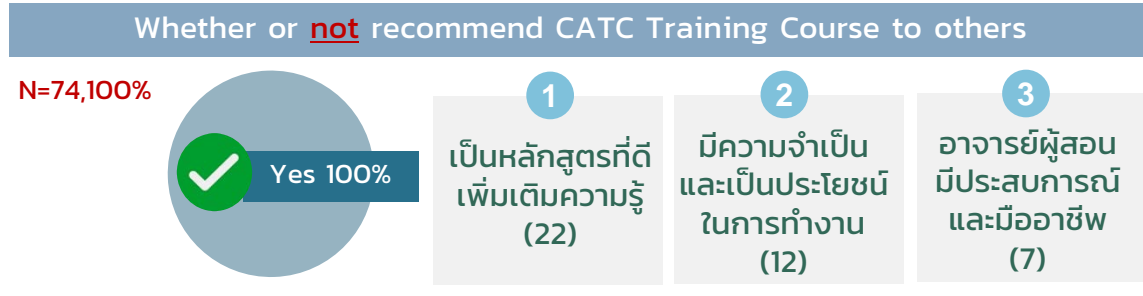 Whether or not recommend CATC Training Course to others
N=74,100%
Yes 100%
1
เป็นหลักสูตรที่ดี
เพิ่มเติมความรู้
(22)
2
มีความจำเป็น
และเป็นประโยชน์
ในการทำงาน
(12)
3
อาจารย์ผู้สอน
มีประสบการณ์
และมืออาชีพ
(7)